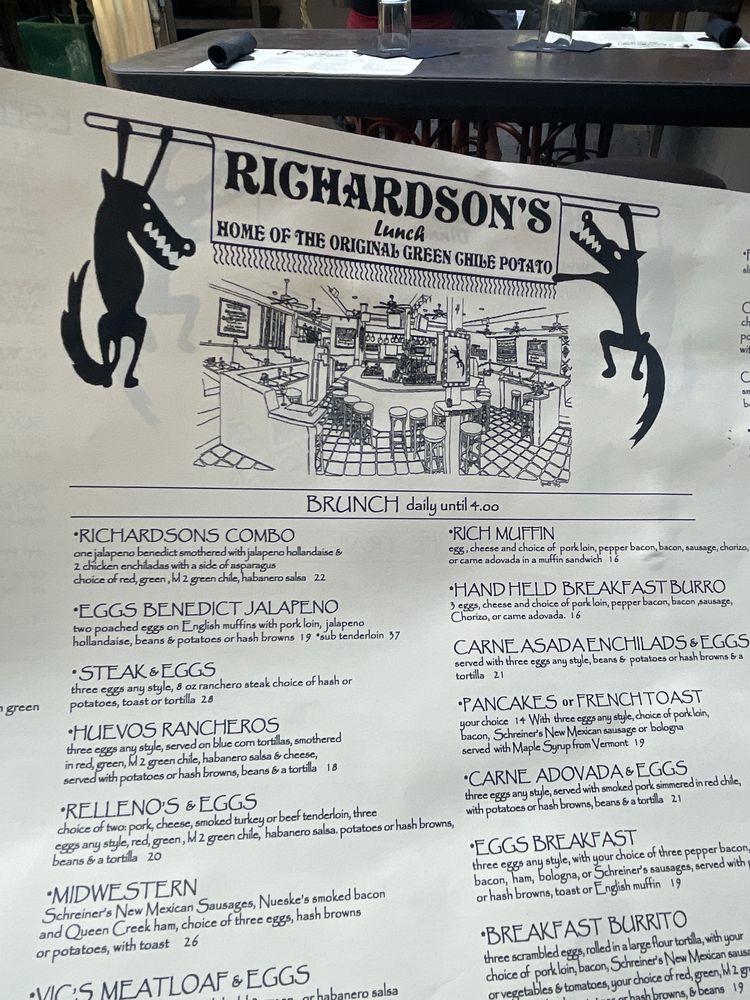 RICHARDSON'S
Lunch
HOME OF THE ORIGINAL GREEN CHILE POTATO
BRUNCH daily until 4.00
•RICHARDSONS COMBO
one jalapeno benedict smothered with jalapeno hollandaise &
2 chicken enchiladas with a side of asparagus
choice of red, green, M 2 green chile, habanero salsa 22
•EGGS BENEDICT JALAPENO
two poached eggs on English muffins with pork loin, jalapeno
hollandaise, beans & potatoes or hash browns 19 *sub tenderloin 37
•STEAK & EGGS
three eggs any style, 8 oz ranchero steak choice of hash or
potatoes, toast or tortilla 28
•HUEVOS RANCHEROS
three eggs any style, served on blue corn tortillas, smothered
in red, green, M 2 green chile, habanero salsa & cheese,
served with potatoes or hash browns, beans & a tortilla 18
•RELLENO'S & EGGS
choice of two: pork, cheese, smoked turkey or beef tenderloin, three
eggs any style, red, green, M 2 green chile, habanero salsa. potatoes or hash browns,
beans & a tortilla 20
•MIDWESTERN
Schreiner's New Mexican Sausages, Nueske's smoked bacon
and Queen Creek ham, choice of three eggs, hash browns
or potatoes, with toast 26
•VIC'S MEATLOAF & EGGS
or habanero salsa
•RICH MUFFIN
egg, cheese and choice of pork loin, pepper bacon, bacon, sausage, chorizo,
or carne adovada in a muffin sandwich 16
•HAND HELD BREAKFAST BURRO
3 eggs, cheese and choice of pork loin, pepper bacon, bacon, sausage,
Chorizo, or carne adovada. 16
CARNE ASADA ENCHILADS & EGGS
served with three eggs any style, beans & potatoes or hash browns & a
tortilla 21
•PANCAKES or FRENCH TOAST
your choice 14 With three eggs any style, choice of pork loin,
bacon, Schreiner's New Mexican sausage or bologna
served with Maple Syrup from Vermont 19
•CARNE ADOVADA & EGGS
three eggs any style, served with smoked pork simmered in red chile,
with potatoes or hash browns, beans & a tortilla 21
•EGGS BREAKFAST
three eggs any style, with your choice of three pepper bacon,
bacon, ham, bologna, or Schreiner's sausages, served with
or hash browns, toast or English muffin 19
•BREAKFAST BURRITO
three scrambled eggs, rolled in a large flour tortilla, with your
choice of pork loin, bacon, Schreiner's New Mexican
or vegetables & tomatoes, your choice of red, green, M 2
or hash browns, & beans 19
green